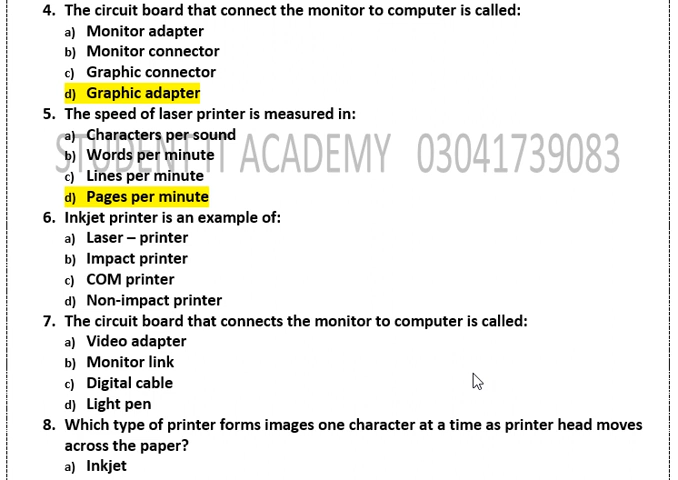 4. The circuit board that connect the monitor to computer is called:
a) Monitor adapter
b) Monitor connector
c) Graphic connector
d) Graphic adapter
5. The speed of laser printer is measured in:
a) Characters per sound
b) Words per minute
c) Lines per minute
d) Pages per minute
STUDENT IT ACADEMY 03041739083
6. Inkjet printer is an example of:
a) Laser – printer
b) Impact printer
c) COM printer
d) Non-impact printer
7. The circuit board that connects the monitor to computer is called:
a) Video adapter
b) Monitor link
c) Digital cable
d) Light pen
8. Which type of printer forms images one character at a time as printer head moves
across the paper?
a) Inkjet